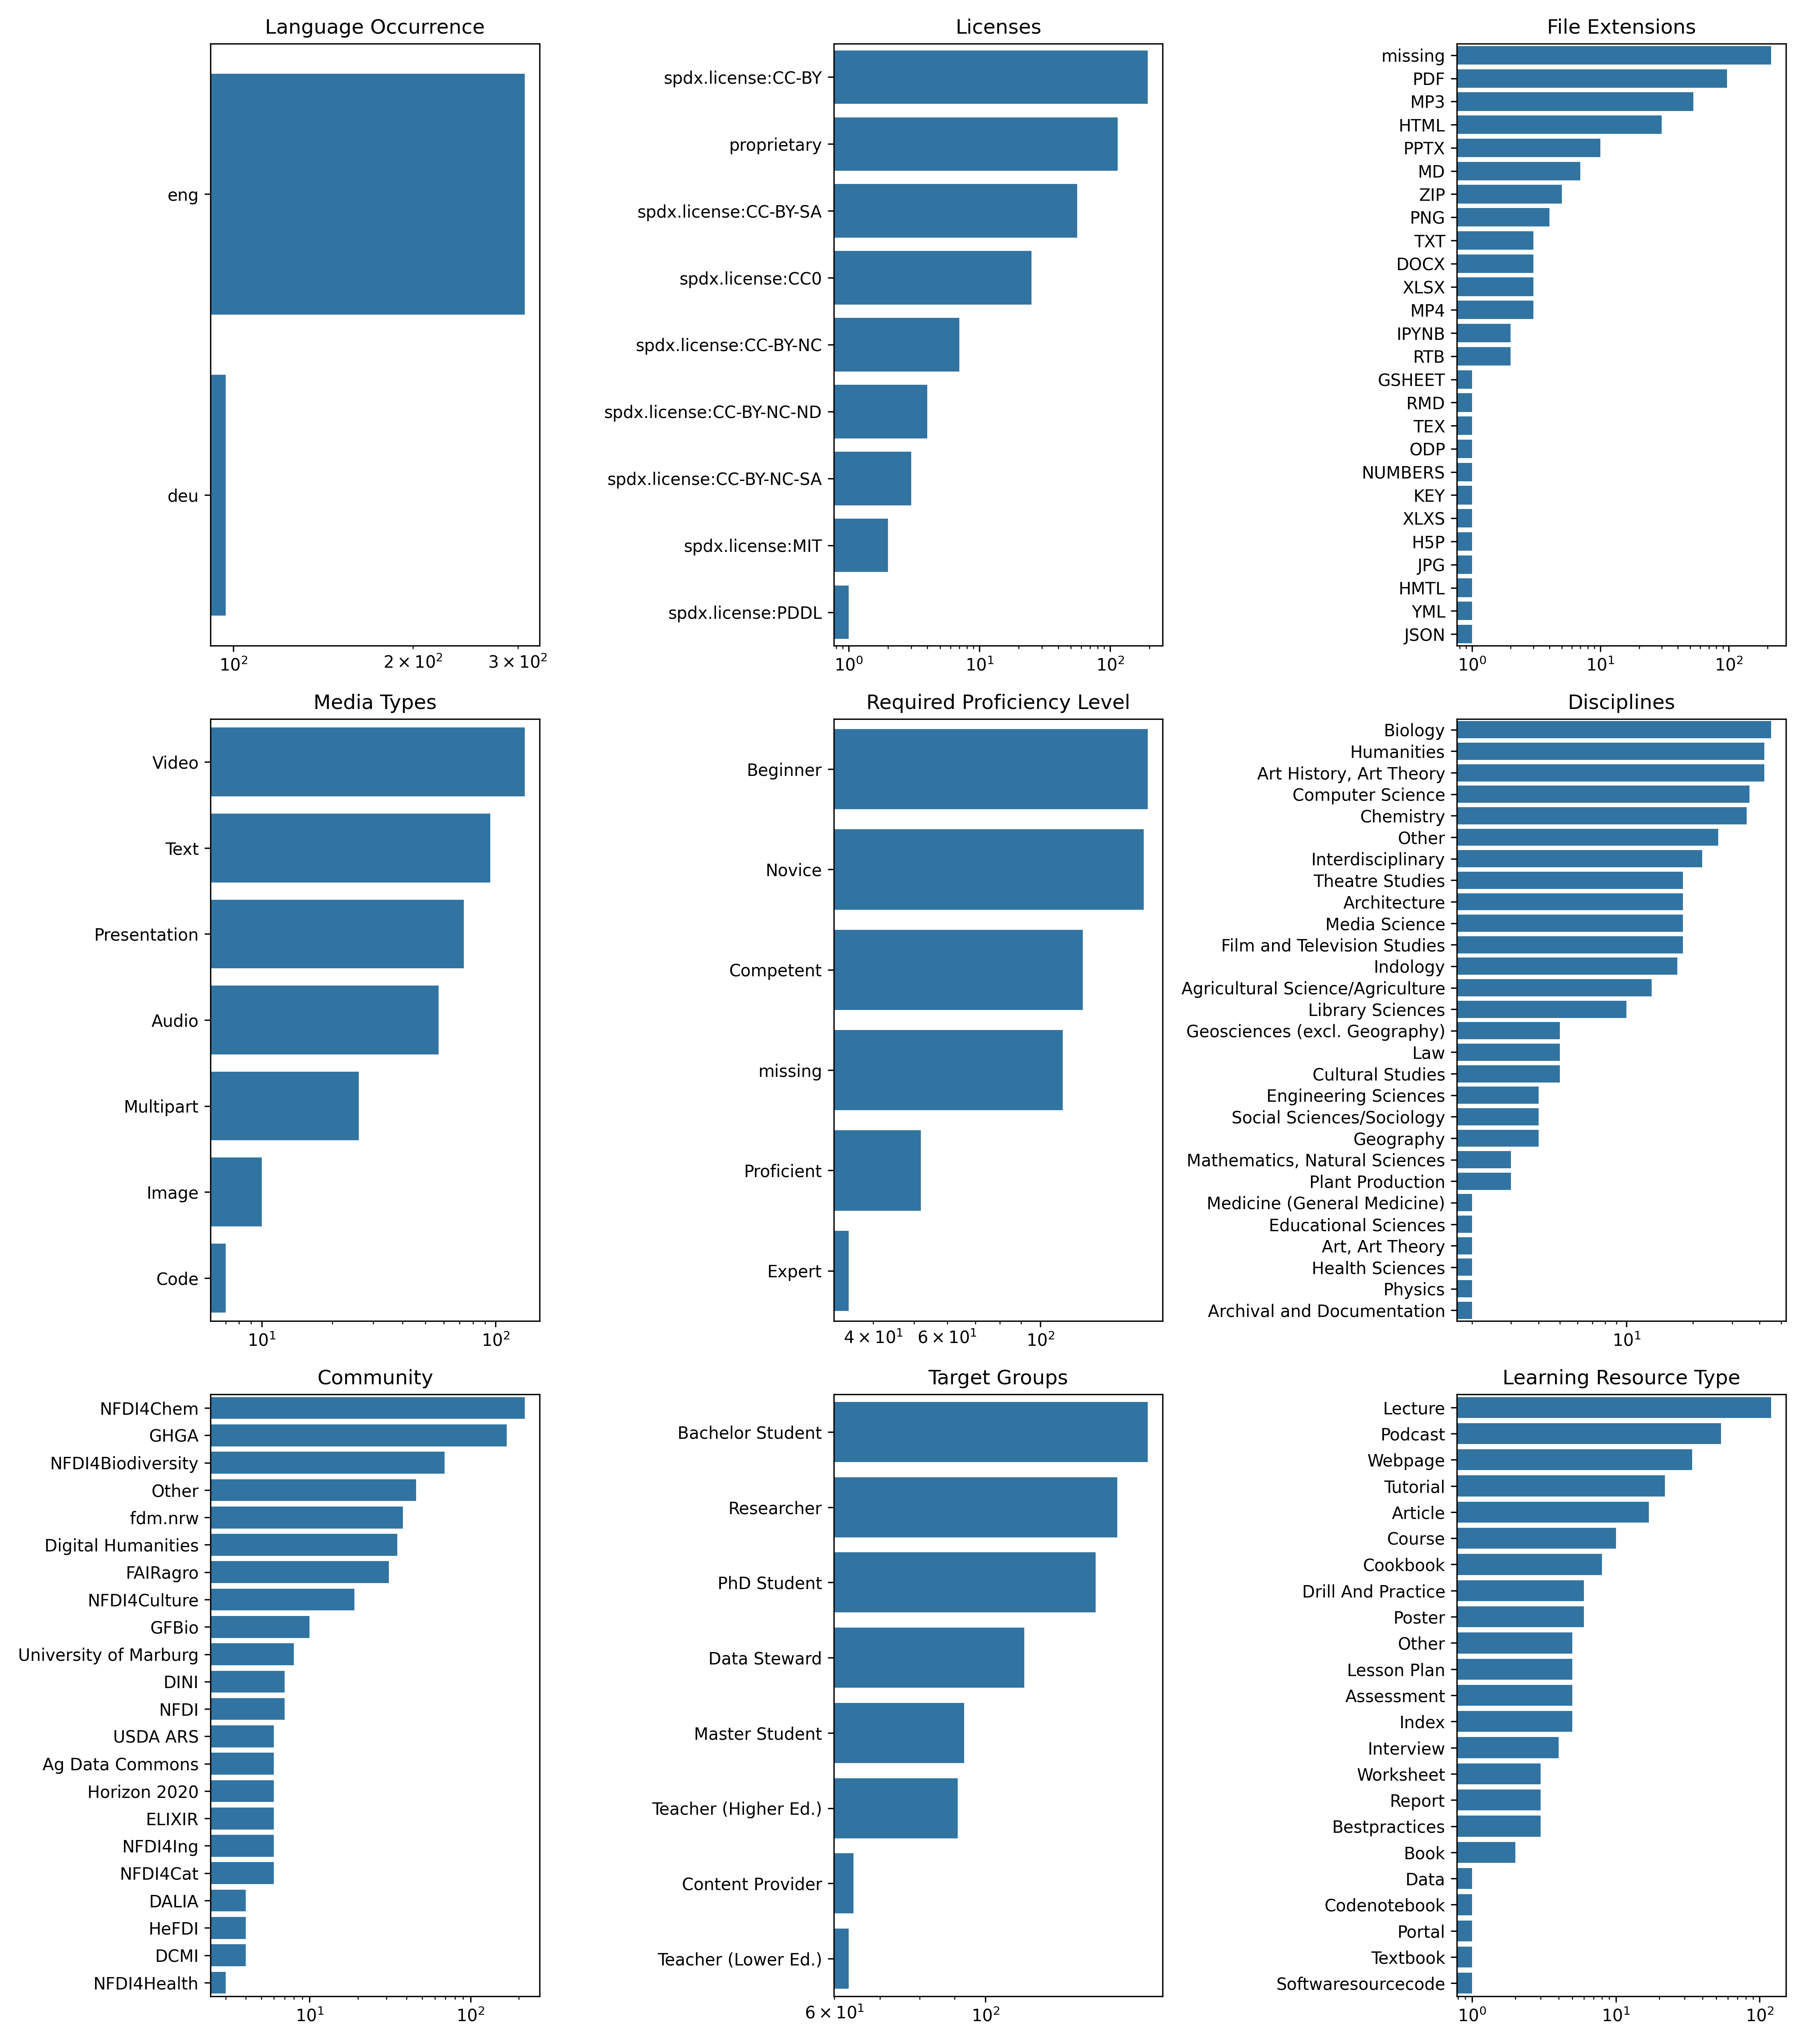 Language Occurrence
eng
deu
10²
2 × 10²
3 × 10²
Licenses
spdx.license:CC-BY
proprietary
spdx.license:CC-BY-SA
spdx.license:CC0
spdx.license:CC-BY-NC
spdx.license:CC-BY-NC-ND
spdx.license:CC-BY-NC-SA
spdx.license:MIT
spdx.license:PDDL
10⁰
10¹
10²
File Extensions
missing
PDF
MP3
HTML
PPTX
MD
ZIP
PNG
TXT
DOCX
XLSX
MP4
IPYNB
RTB
GSHEET
RMD
TEX
ODP
NUMBERS
KEY
XLXS
H5P
JPG
HMTL
YML
JSON
10⁰
10¹
10²
Media Types
Video
Text
Presentation
Audio
Multipart
Image
Code
10¹
10²
Required Proficiency Level
Beginner
Novice
Competent
missing
Proficient
Expert
4 × 10¹
6 × 10¹
10²
Disciplines
Biology
Humanities
Art History, Art Theory
Computer Science
Chemistry
Other
Interdisciplinary
Theatre Studies
Architecture
Media Science
Film and Television Studies
Indology
Agricultural Science/Agriculture
Library Sciences
Geosciences (excl. Geography)
Law
Cultural Studies
Engineering Sciences
Social Sciences/Sociology
Geography
Mathematics, Natural Sciences
Plant Production
Medicine (General Medicine)
Educational Sciences
Art, Art Theory
Health Sciences
Physics
Archival and Documentation
10¹
Community
NFDI4Chem
GHGA
NFDI4Biodiversity
Other
fdm.nrw
Digital Humanities
FAIRagro
NFDI4Culture
GFBio
University of Marburg
DINI
NFDI
USDA ARS
Ag Data Commons
Horizon 2020
ELIXIR
NFDI4Ing
NFDI4Cat
DALIA
HeFDI
DCMI
NFDI4Health
10¹
10²
Target Groups
Bachelor Student
Researcher
PhD Student
Data Steward
Master Student
Teacher (Higher Ed.)
Content Provider
Teacher (Lower Ed.)
6 × 10¹
10²
Learning Resource Type
Lecture
Podcast
Webpage
Tutorial
Article
Course
Cookbook
Drill And Practice
Poster
Other
Lesson Plan
Assessment
Index
Interview
Worksheet
Report
Bestpractices
Book
Data
Codenotebook
Portal
Textbook
Softwaresourcecode
10⁰
10¹
10²